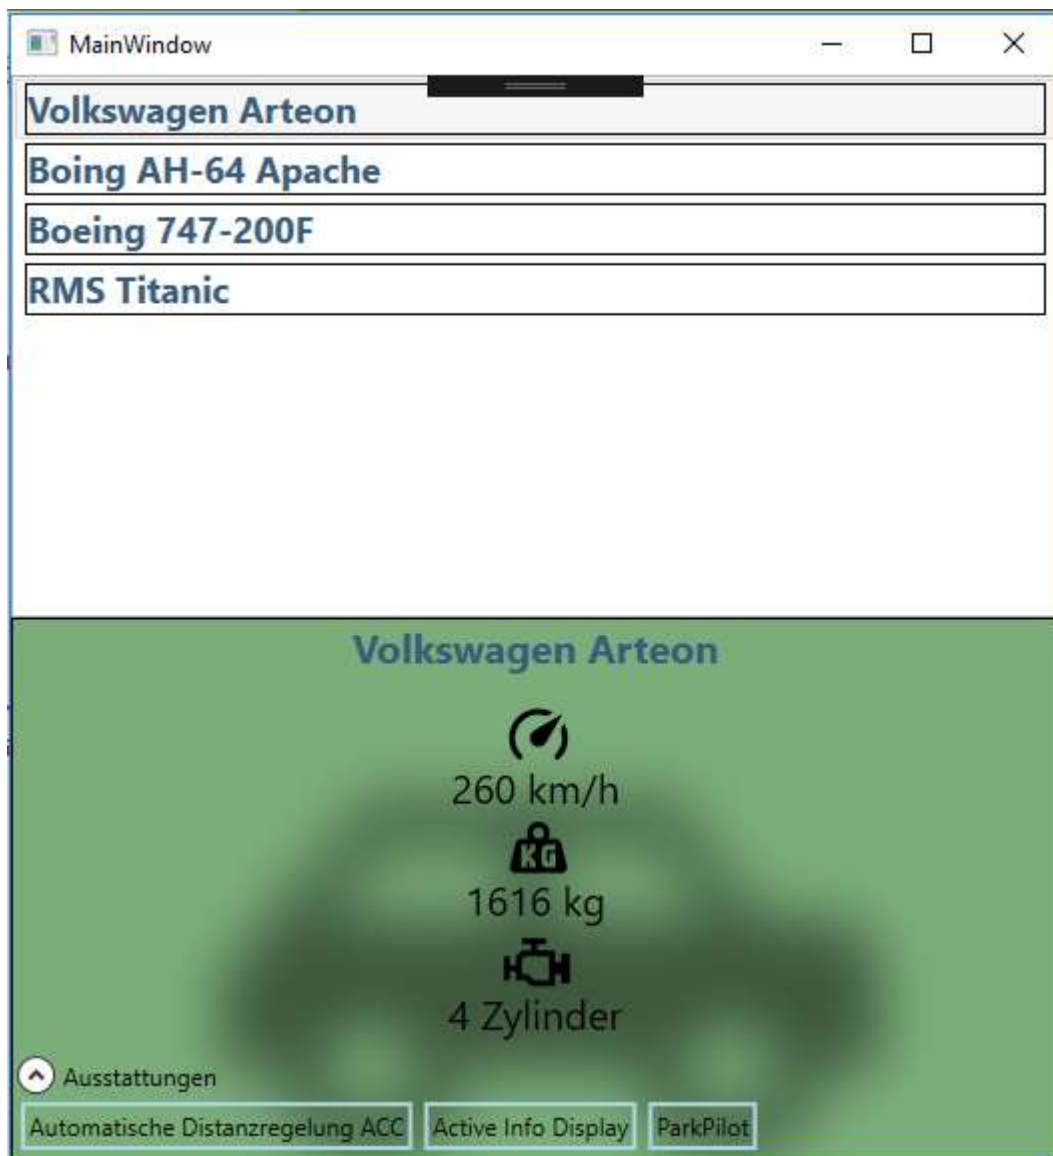 MainWindow
Volkswagen Arteon
Boing AH-64 Apache
Boeing 747-200F
RMS Titanic
Volkswagen Arteon
260 km/h
KG
1616 kg
4 Zylinder
Ausstattungen
Automatische Distanzregelung ACC Active Info Display ParkPilot